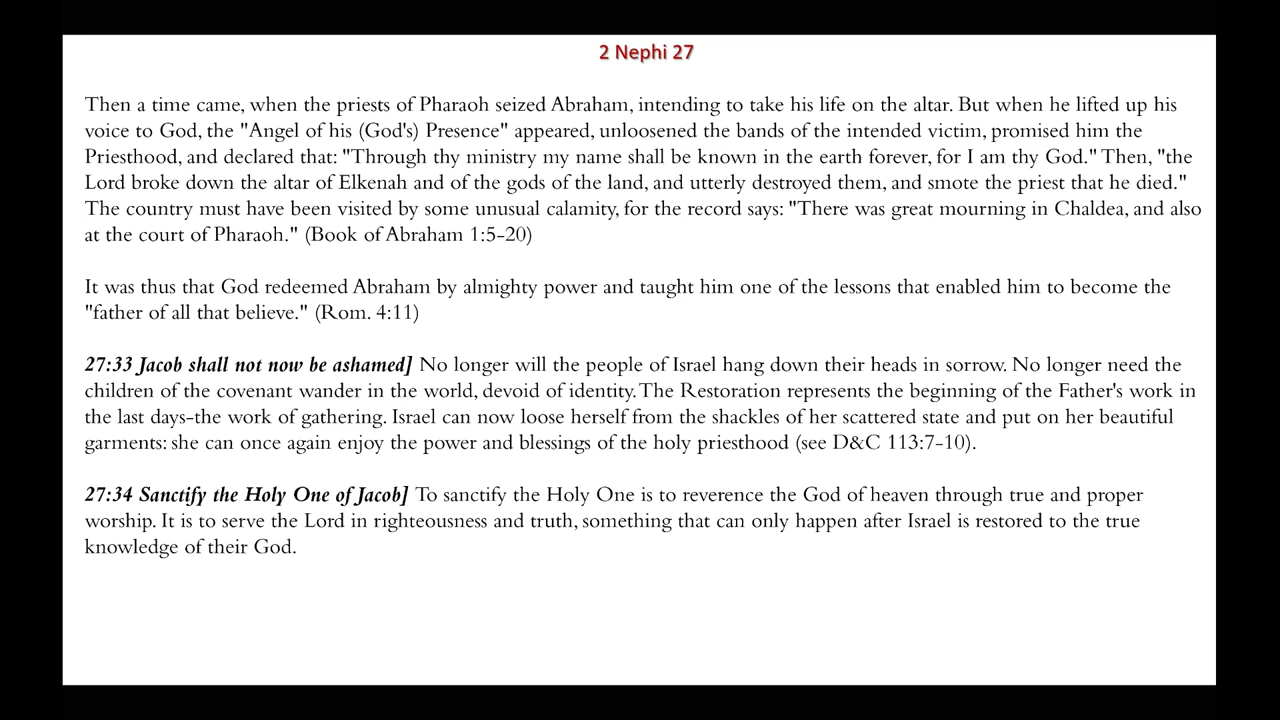 2 Nephi 27
Then a time came, when the priests of Pharaoh seized Abraham, intending to take his life on the altar. But when he lifted up his
voice to God, the "Angel of his (God's) Presence" appeared, unloosened the bands of the intended victim, promised him the
Priesthood, and declared that: "Through thy ministry my name shall be known in the earth forever, for I am thy God." Then, "the
Lord broke down the altar of Elkenah and of the gods of the land, and utterly destroyed them, and smote the priest that he died."
The country must have been visited by some unusual calamity, for the record says: "There was great mourning in Chaldea, and also
at the court of Pharaoh." (Book of Abraham 1:5-20)
It was thus that God redeemed Abraham by almighty power and taught him one of the lessons that enabled him to become the
"father of all that believe." (Rom. 4:11)
27:33 Jacob shall not now be ashamed] No longer will the people of Israel hang down their heads in sorrow. No longer need the
children of the covenant wander in the world, devoid of identity. The Restoration represents the beginning of the Father's work in
the last days-the work of gathering. Israel can now loose herself from the shackles of her scattered state and put on her beautiful
garments: she can once again enjoy the power and blessings of the holy priesthood (see D&C 113:7-10).
27:34 Sanctify the Holy One of Jacob] To sanctify the Holy One is to reverence the God of heaven through true and proper
worship. It is to serve the Lord in righteousness and truth, something that can only happen after Israel is restored to the true
knowledge of their God.